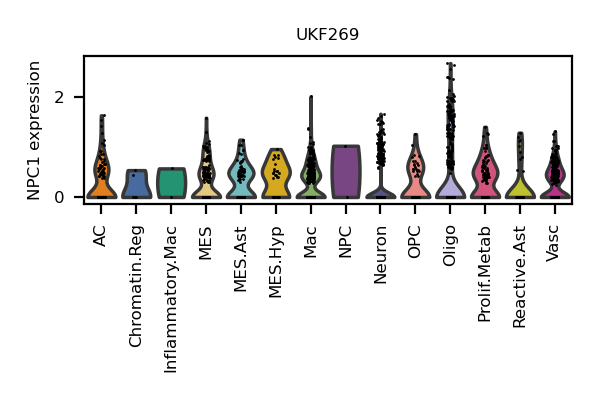 UKF269
NPC1 expression
2
0
AC
Chromatin.Reg
Inflammatory.Mac
MES
MES.Ast
MES.Hyp
Mac
NPC
Neuron
OPC
Oligo
Prolif.Metab
Reactive.Ast
Vasc